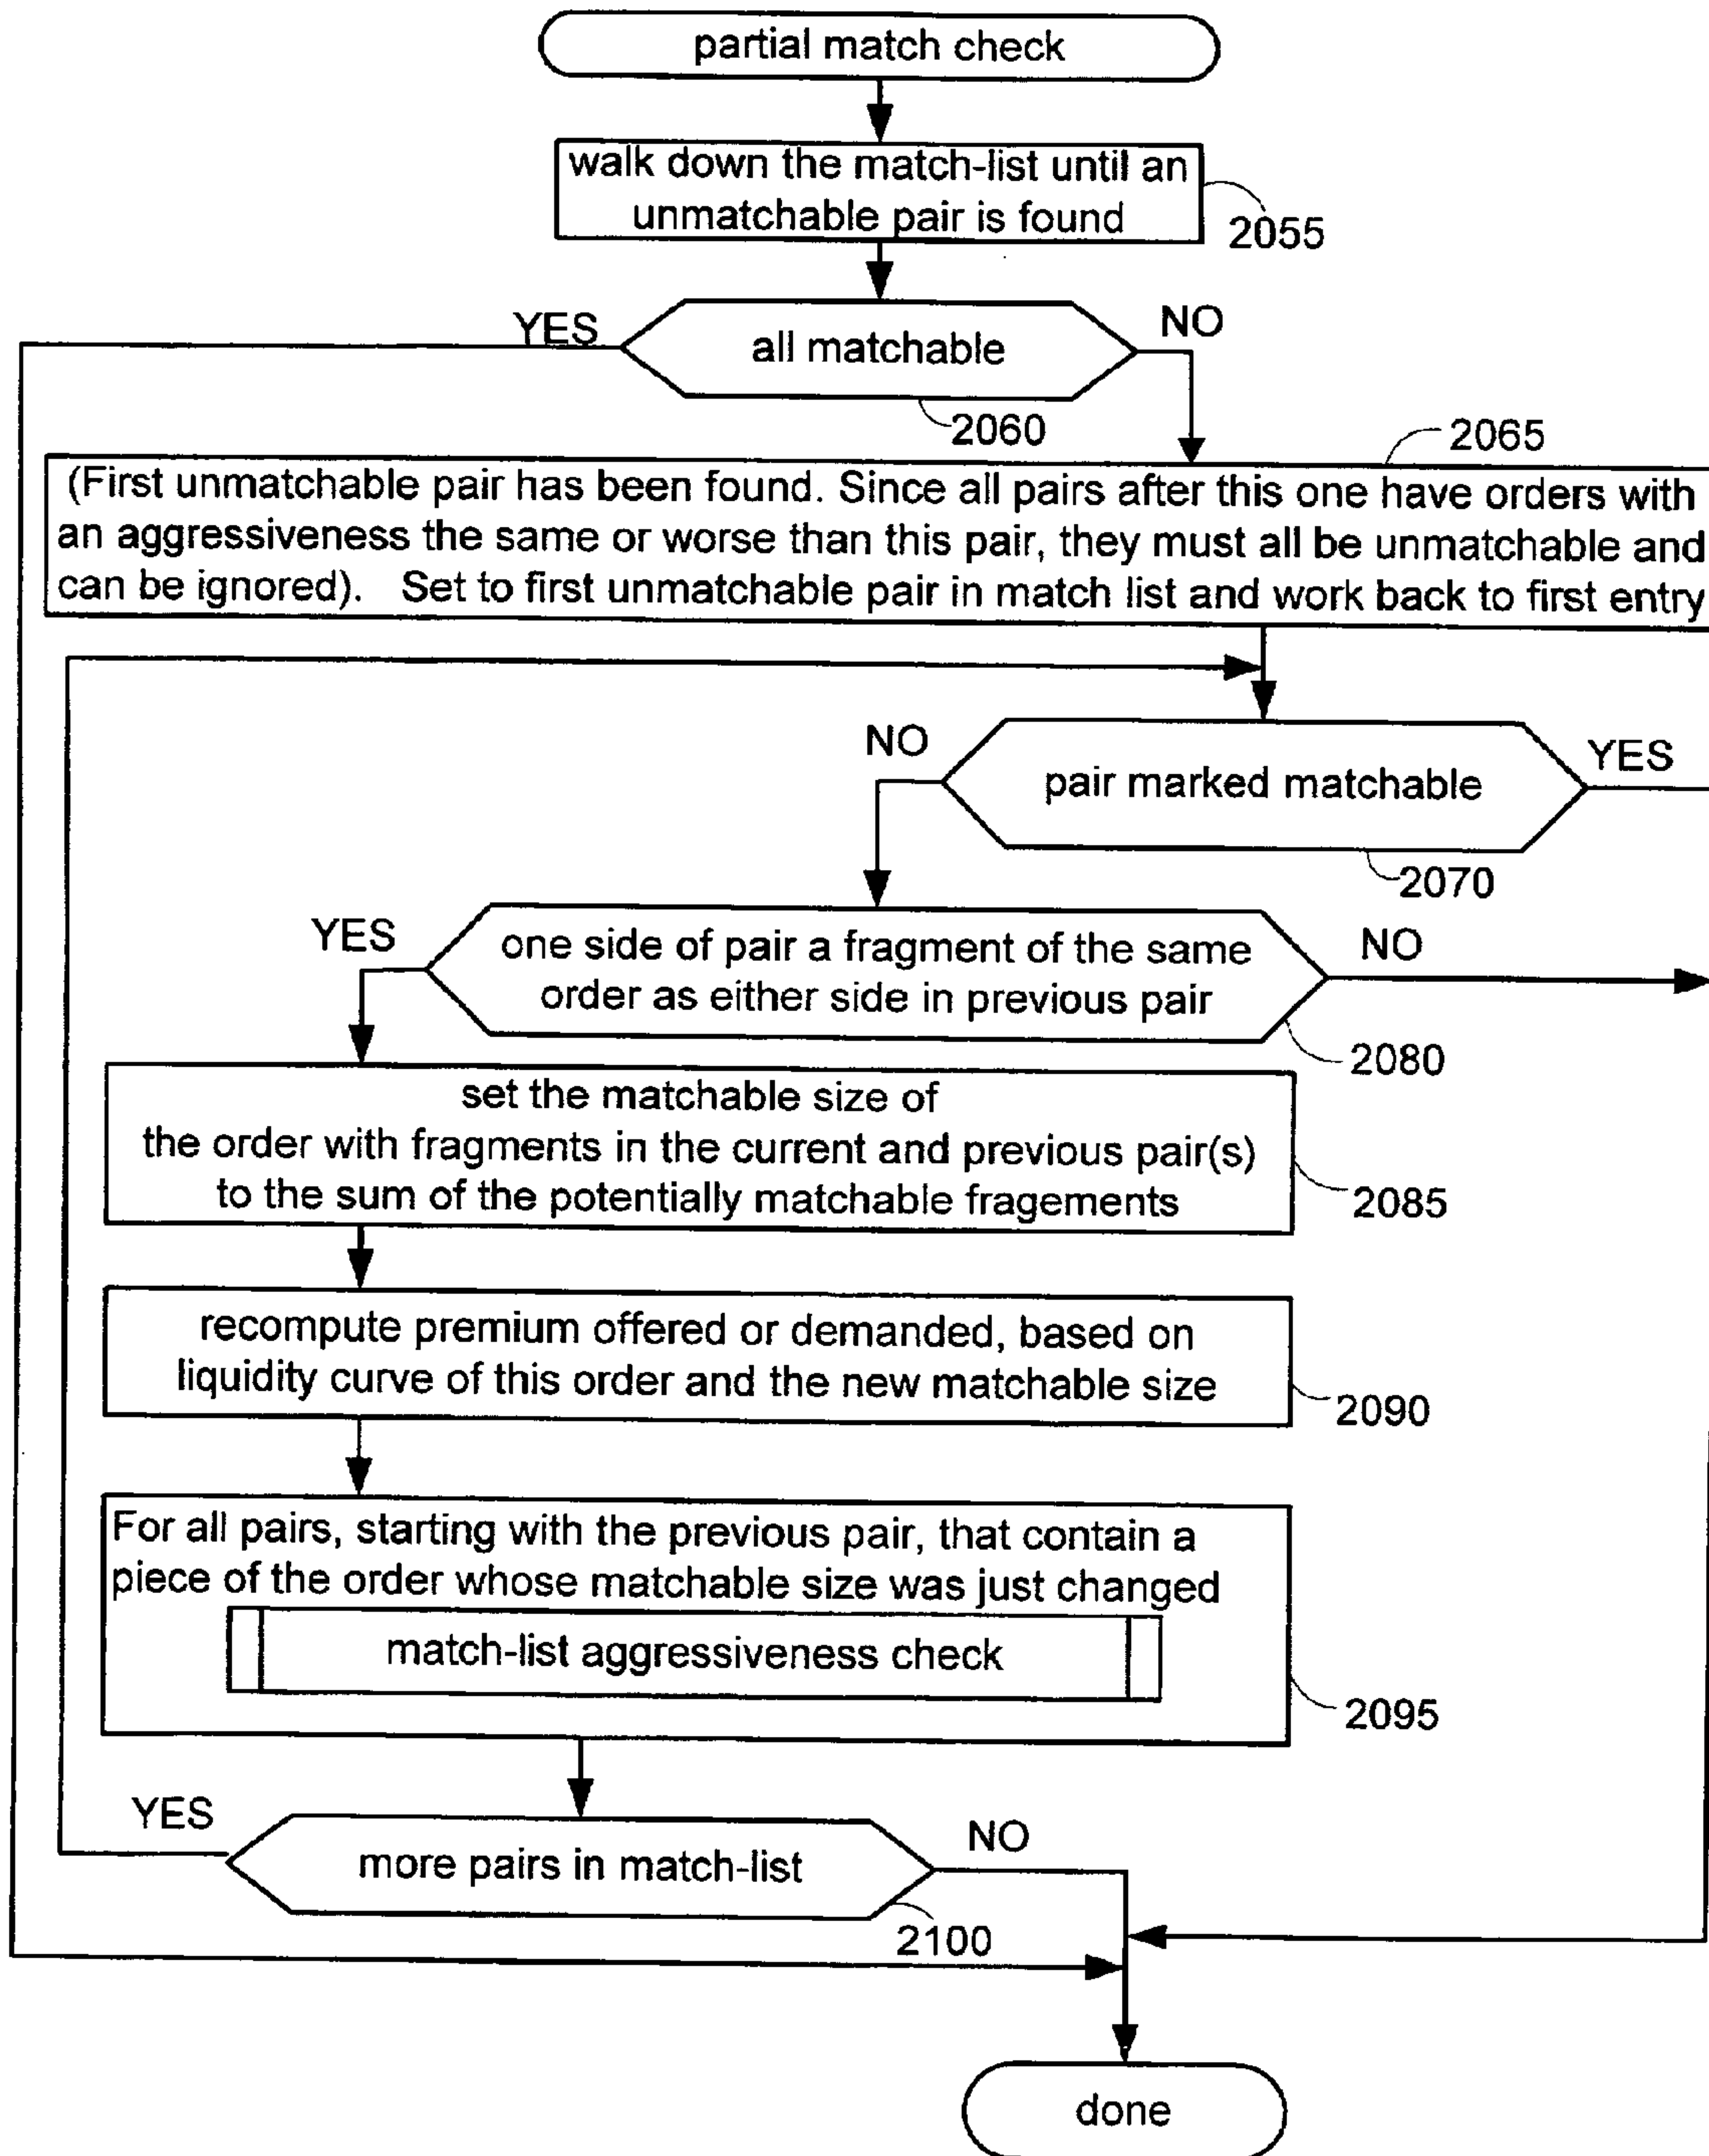 partial match check
walk down the match-list until an
unmatchable pair is found
2055
YES
NO
all matchable
2060
2065
(First unmatchable pair has been found. Since all pairs after this one have orders with
an aggressiveness the same or worse than this pair, they must all be unmatchable and
can be ignored). Set to first unmatchable pair in match list and work back to first entry
NO
YES
pair marked matchable
2070
YES
NO
one side of pair a fragment of the same
order as either side in previous pair
2080
set the matchable size of
the order with fragments in the current and previous pair(s)
to the sum of the potentially matchable fragements
2085
recompute premium offered or demanded, based on
liquidity curve of this order and the new matchable size
2090
For all pairs, starting with the previous pair, that contain a
piece of the order whose matchable size was just changed
match-list aggressiveness check
2095
YES
NO
more pairs in match-list
2100
done